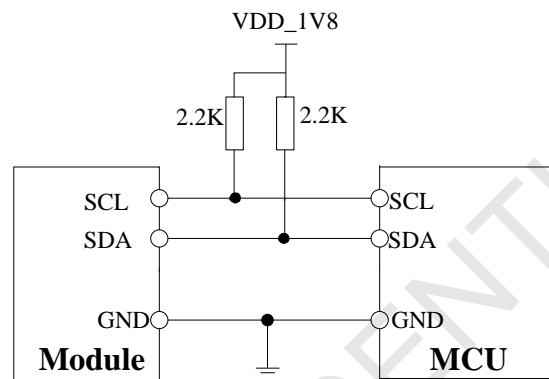 VDD_1V8
2.2K 2.2K
SCL SCL
SDA SDA
GND GND
Module MCU